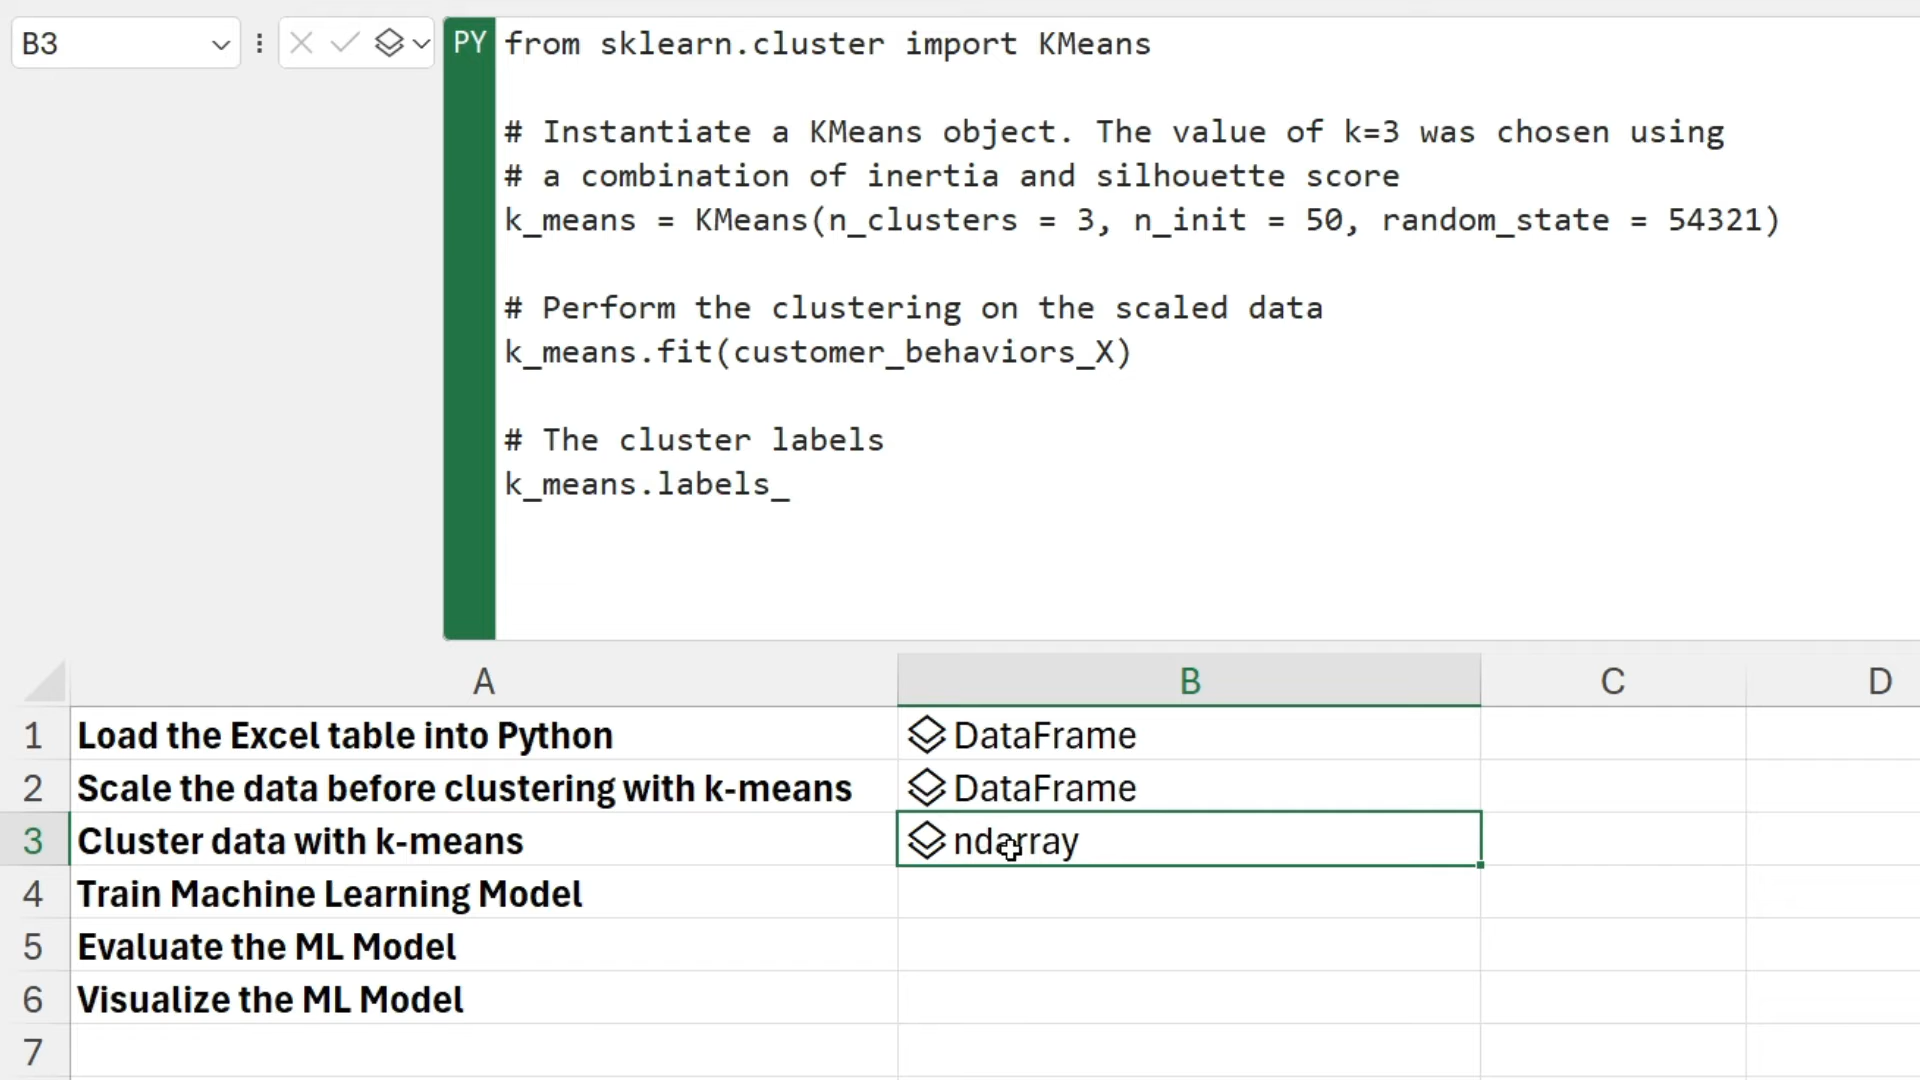 B3
PY
from sklearn.cluster import KMeans
# Instantiate a KMeans object. The value of k=3 was chosen using
# a combination of inertia and silhouette score
k_means = KMeans(n_clusters = 3, n_init = 50, random_state = 54321)
# Perform the clustering on the scaled data
k_means.fit(customer_behaviors_X)
# The cluster labels
k_means.labels_
A B C D
1 Load the Excel table into Python DataFrame
2 Scale the data before clustering with k-means DataFrame
3 Cluster data with k-means ndarray
4 Train Machine Learning Model
5 Evaluate the ML Model
6 Visualize the ML Model
7